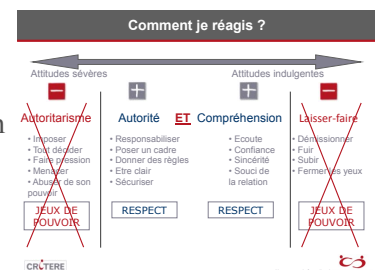 Comment je réagis ?
Attitudes sévères
Attitudes indulgentes
Autoritarisme
• Imposer
• Tout décider
• Faire pression
• Menacer
• Abuser de son
pouvoir
JEUX DE
POUVOIR
Autorité
ET
Compréhension
• Responsabiliser
• Poser un cadre
• Donner des règles
• Etre clair
• Sécuriser
RESPECT
• Ecoute
• Confiance
• Sincérité
• Souci de
la relation
RESPECT
Laisser-faire
• Démissionner
• Fuir
• Subir
• Fermer les yeux
JEUX DE
POUVOIR
n
CRITERE